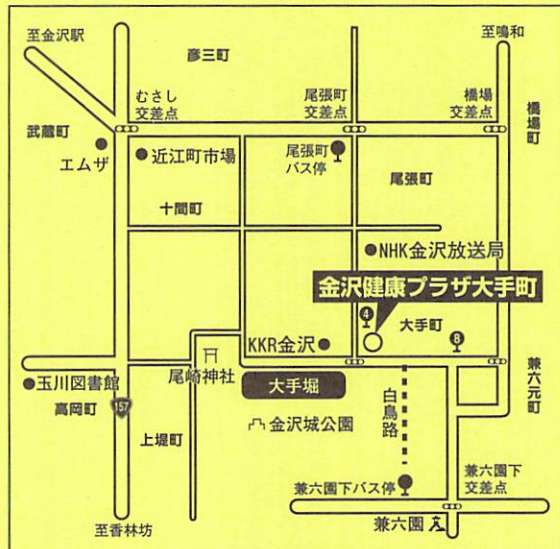 至金沢駅
彦三町
至鳴和
むさし
交差点
尾張町
交差点
橋場
交差点
橋場町
武蔵町
エムザ
近江町市場
尾張町
バス停
尾張町
十間町
NHK金沢放送局
金沢健康プラザ大手町
4
大手町
8
KKR金沢
尾崎神社
大手堀
玉川図書館
高岡町
157
上堤町
金沢城公園
白鳥路
兼六元町
兼六園下バス停
兼六園下
交差点
至香林坊
兼六園